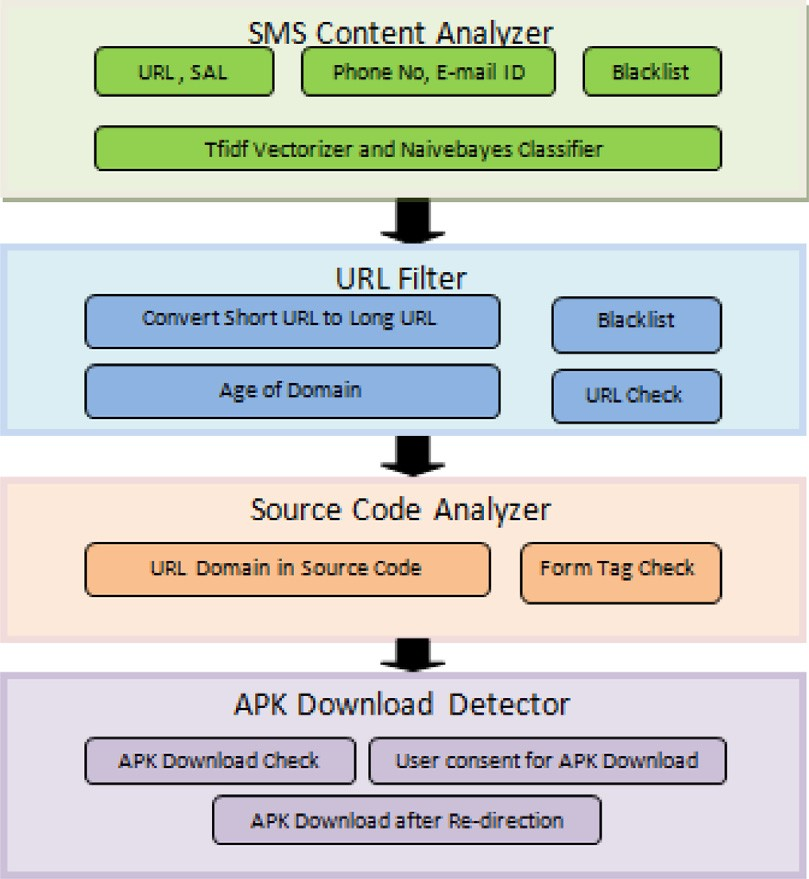 SMS Content Analyzer
URL , SAL
Phone No, E-mail ID
Blacklist
Tfidf Vectorizer and Naivebayes Classifier
URL Filter
Convert Short URL to Long URL
Blacklist
Age of Domain
URL Check
Source Code Analyzer
URL Domain in Source Code
Form Tag Check
APK Download Detector
APK Download Check
User consent for APK Download
APK Download after Re-direction